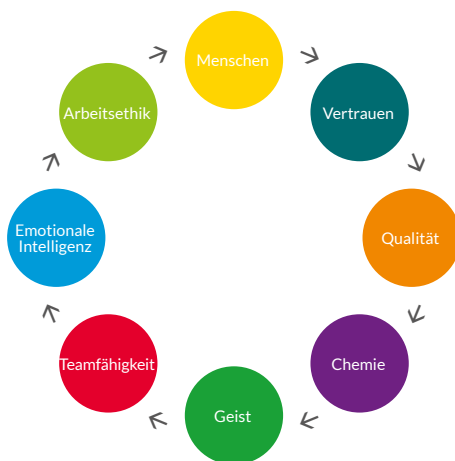 Menschen
Vertrauen
Qualität
Chemie
Geist
Teamfähigkeit
Emotionale
Intelligenz
Arbeitsethik